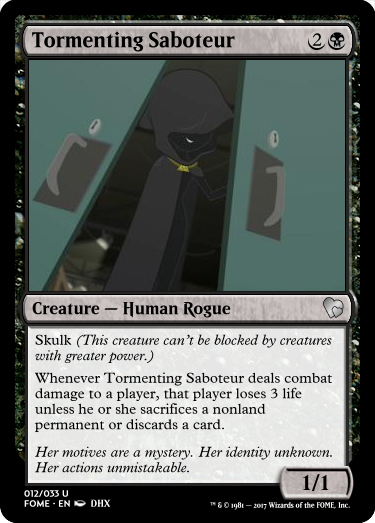 Tormenting Saboteur 2
Creature — Human Rogue
Skulk (This creature can't be blocked by creatures
with greater power.)
Whenever Tormenting Saboteur deals combat
damage to a player, that player loses 3 life
unless he or she sacrifices a nonland
permanent or discards a card.
Her motives are a mystery. Her identity unknown.
Her actions unmistakable.
1/1
012/033 U
FOME · EN DHX
™ & © 1981 — 2017 Wizards of the FOME, Inc.